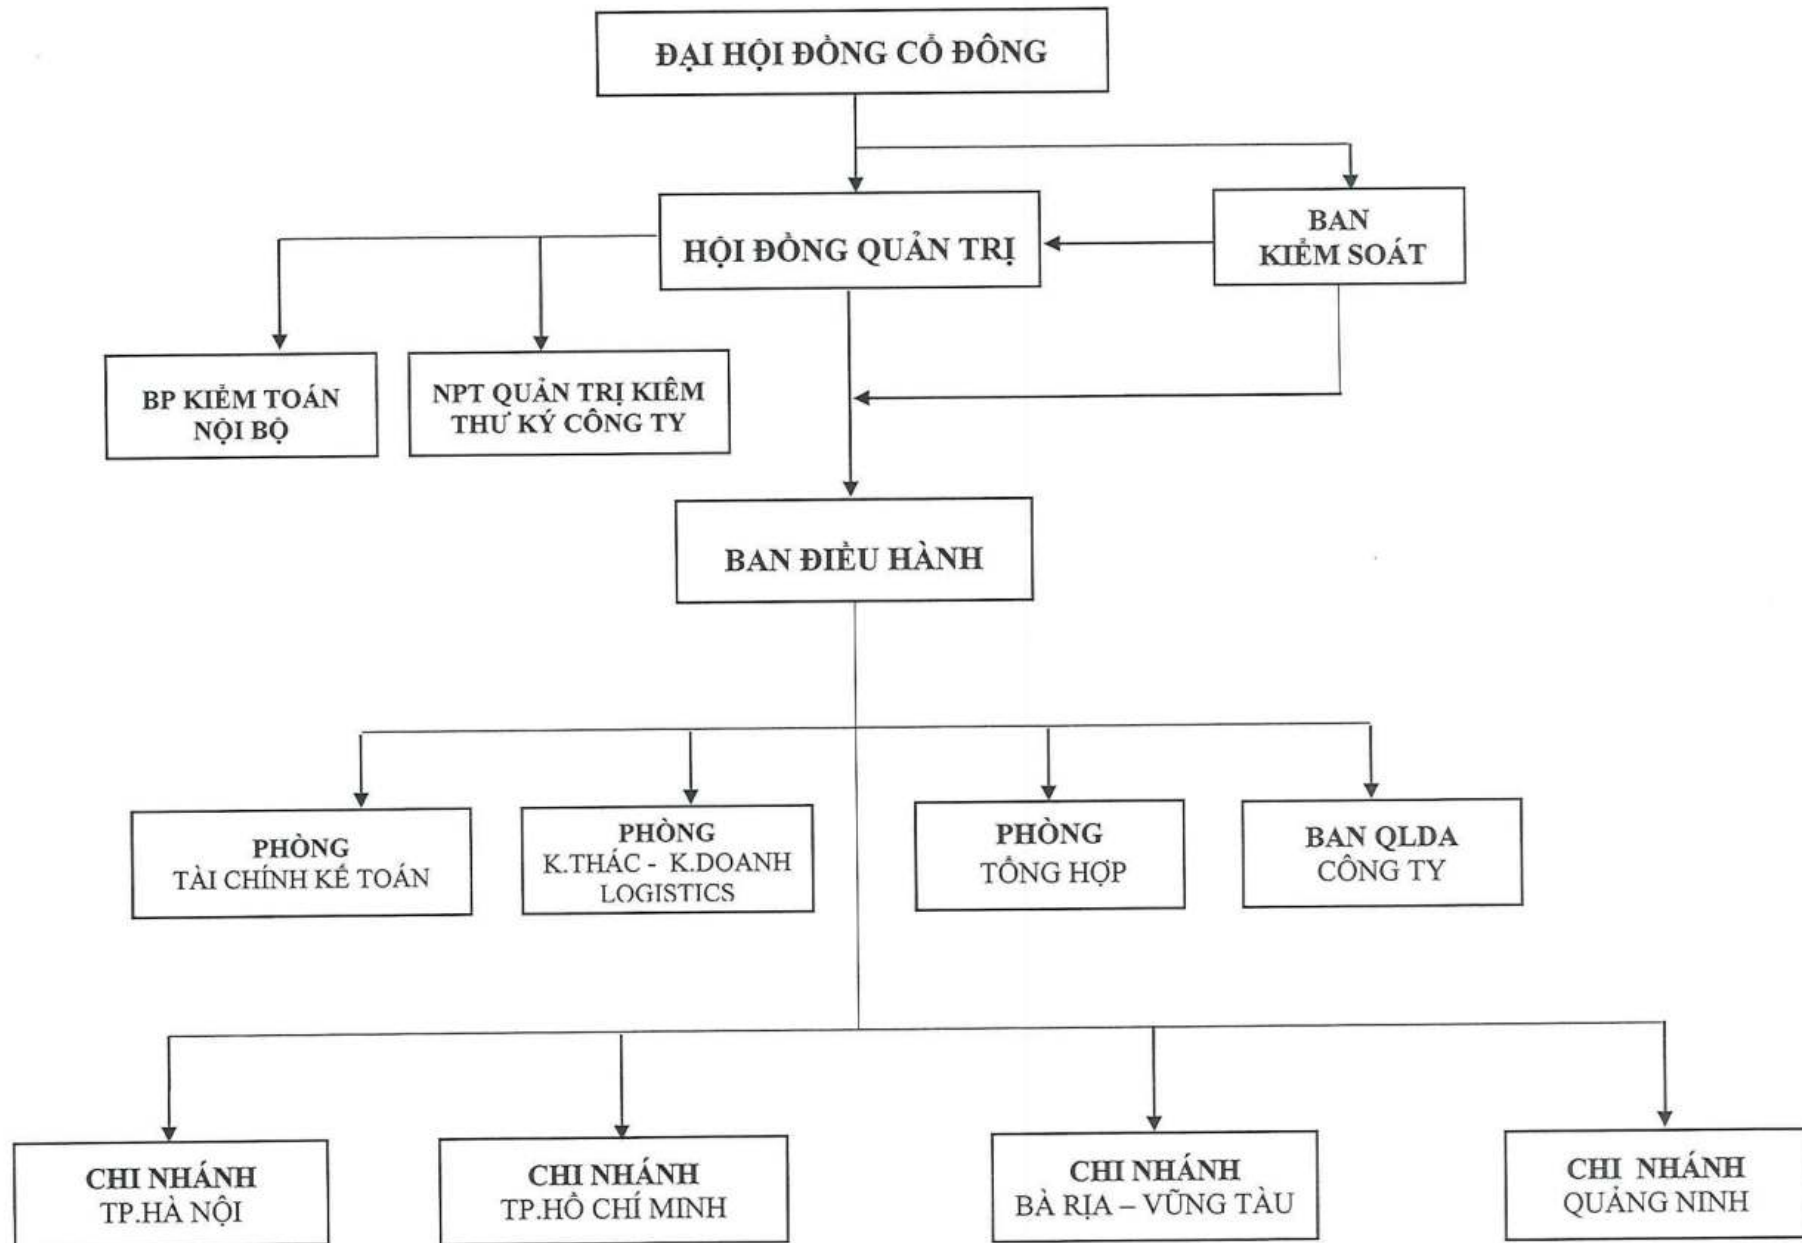 ĐẠI HỘI ĐỒNG CỔ ĐÔNG
HỘI ĐỒNG QUẢN TRỊ
BAN
KIỂM SOÁT
BP KIỂM TOÁN
NỘI BỘ
NPT QUẢN TRỊ KIÊM
THƯ KÝ CÔNG TY
BAN ĐIỀU HÀNH
PHÒNG
TÀI CHÍNH KẾ TOÁN
PHÒNG
K.THÁC - K.DOANH
LOGISTICS
PHÒNG
TỔNG HỢP
BAN QLDA
CÔNG TY
CHI NHÁNH
TP.HÀ NỘI
CHI NHÁNH
TP.HỒ CHÍ MINH
CHI NHÁNH
BÀ RỊA – VŨNG TÀU
CHI NHÁNH
QUẢNG NINH